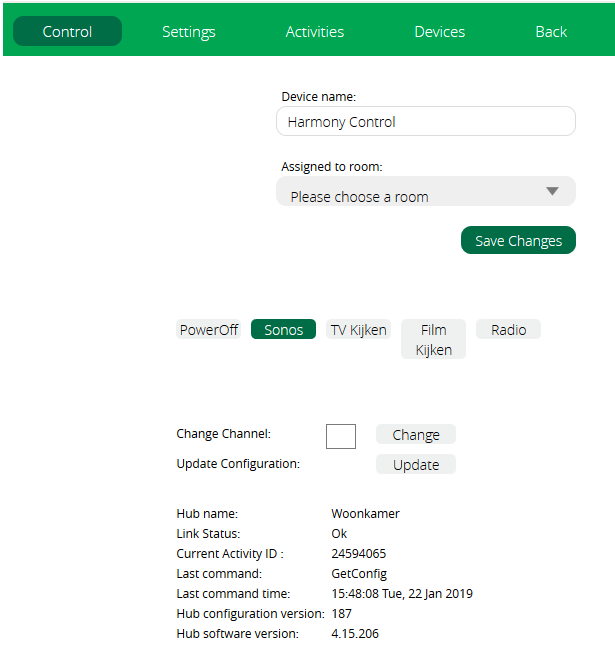 Control Settings Activities Devices Back
Device name:
Harmony Control
Assigned to room:
Please choose a room
Save Changes
PowerOff Sonos TV Kijken Film Kijken Radio
Change Channel: Change
Update Configuration: Update
Hub name: Woonkamer
Link Status: Ok
Current Activity ID : 24594065
Last command: GetConfig
Last command time: 15:48:08 Tue, 22 Jan 2019
Hub configuration version: 187
Hub software version: 4.15.206